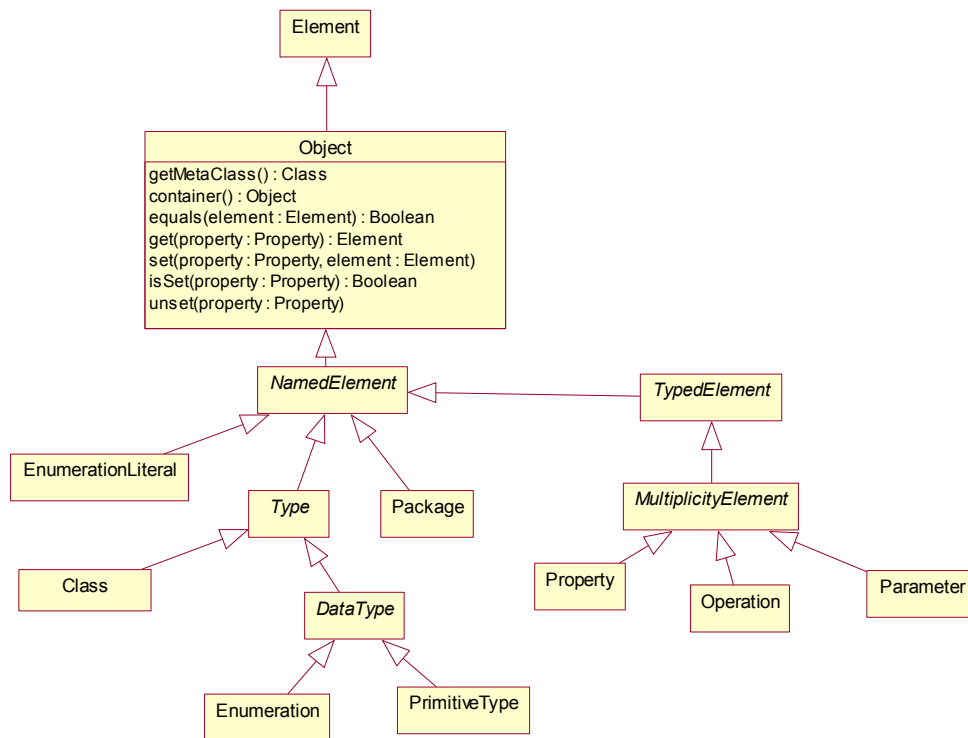 Element
Object
getMetaClass() : Class
container() : Object
equals(element : Element) : Boolean
get(property : Property) : Element
set(property : Property, element : Element)
isSet(property : Property) : Boolean
unset(property : Property)
NamedElement
TypedElement
EnumerationLiteral
Type
Package
MultiplicityElement
Class
Property
Operation
Parameter
DataType
Enumeration
PrimitiveType